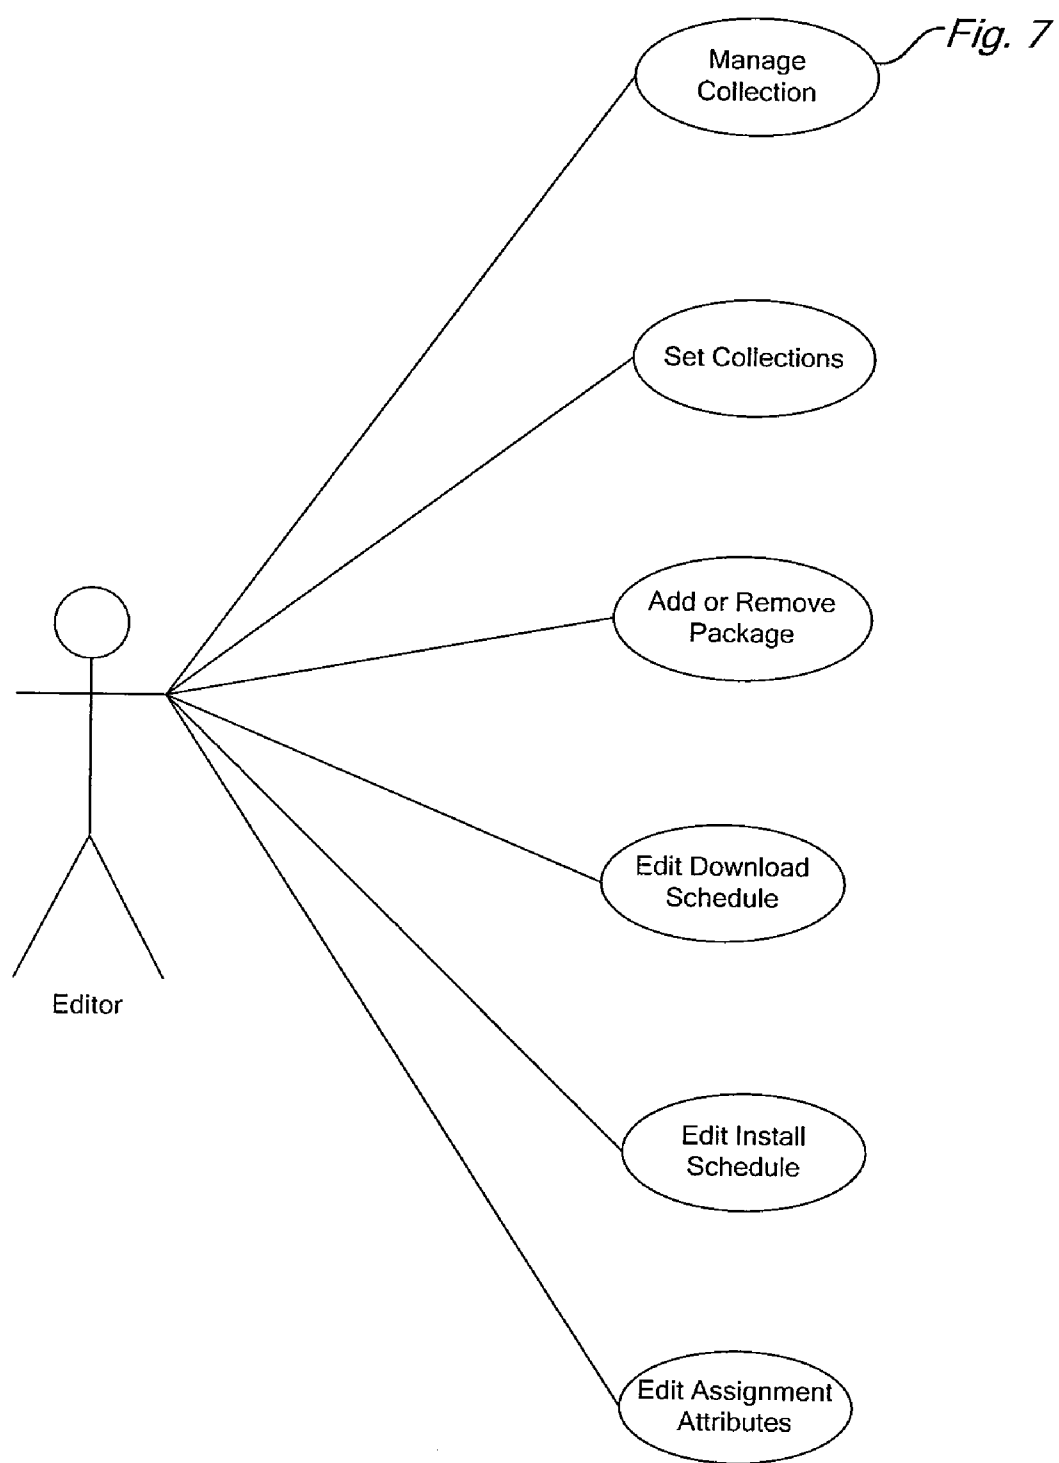 Fig. 7
Manage
Collection
Set Collections
Add or Remove
Package
Edit Download
Schedule
Editor
Edit Install
Schedule
Edit Assignment
Attributes